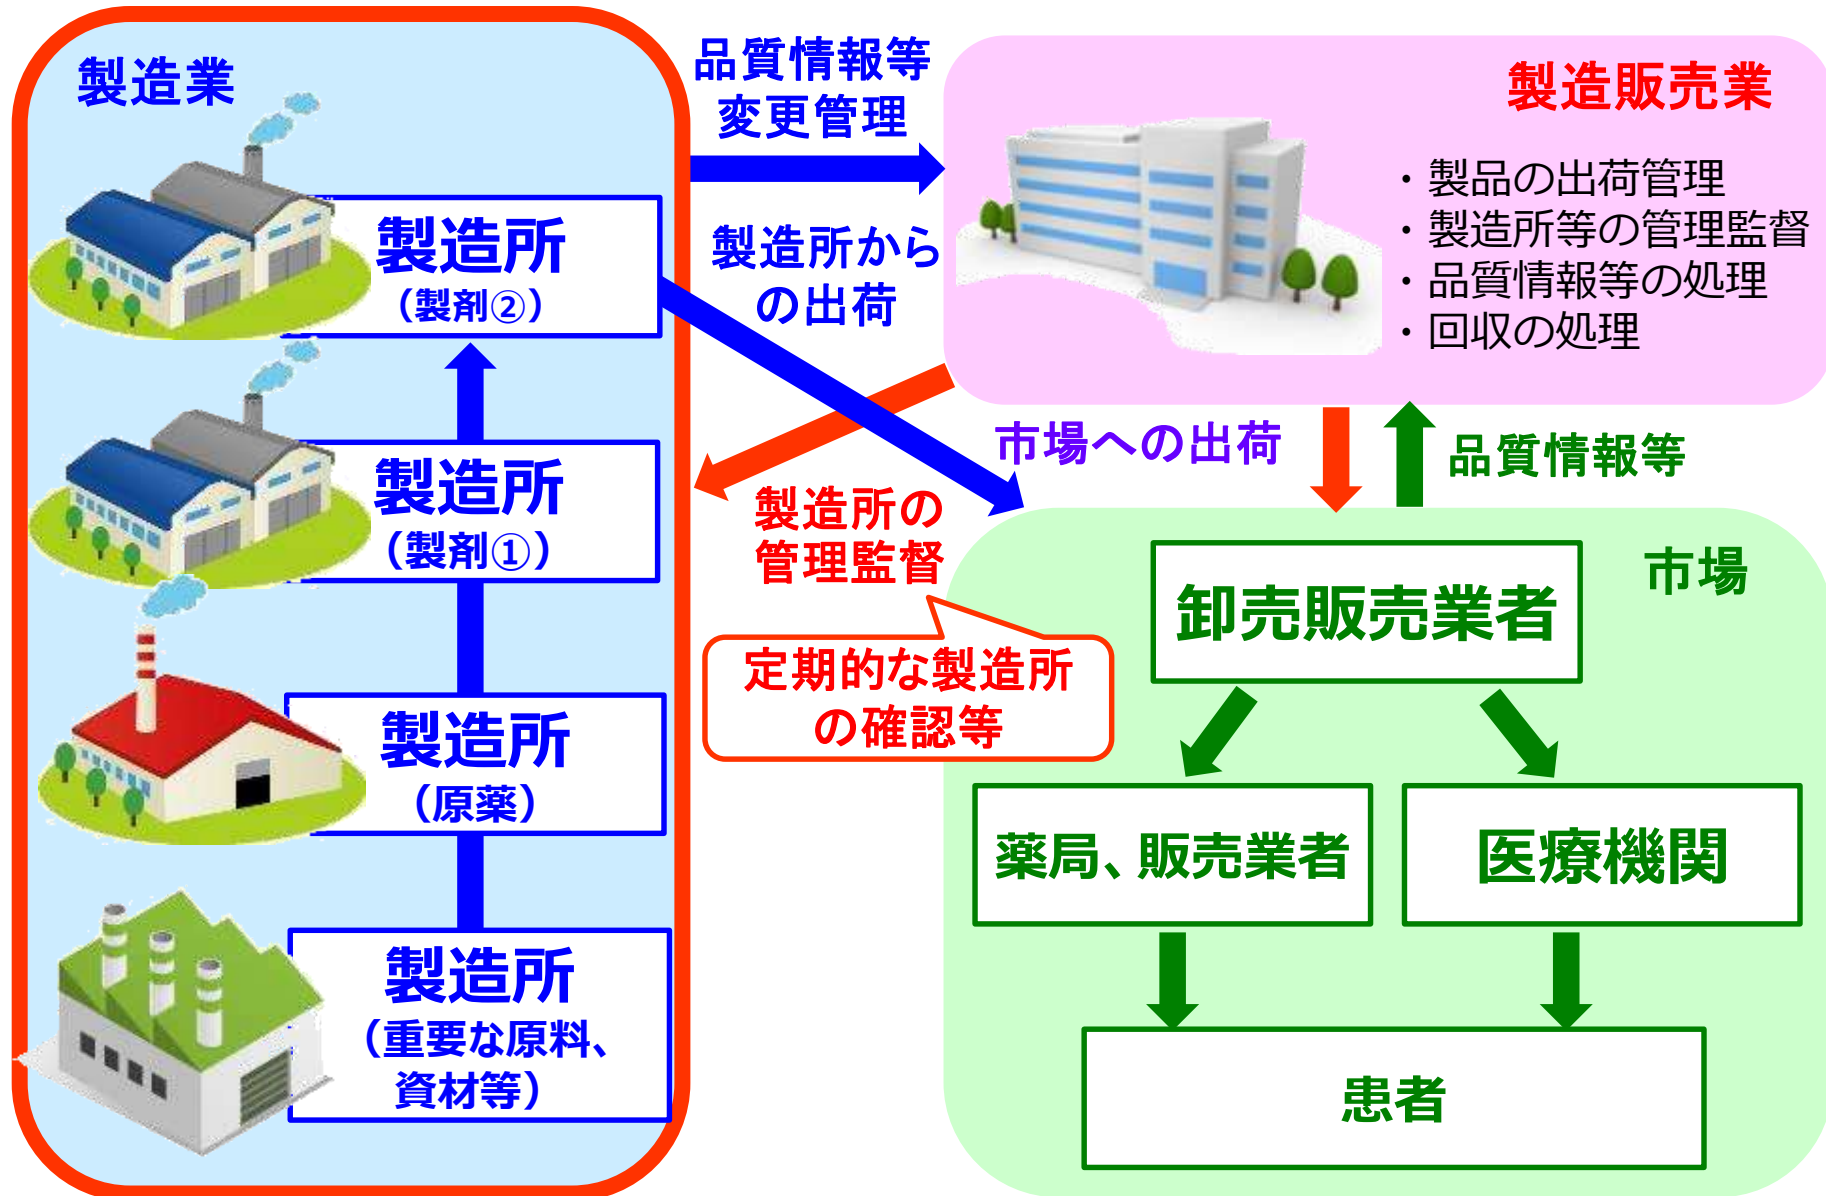 製造業
製造所
（製剤②）
製造所
（製剤①）
製造所
（原薬）
製造所
（重要な原料、
資材等）
品質情報等
変更管理
製造所から
の出荷
製造販売業
・製品の出荷管理
・製造所等の管理監督
・品質情報等の処理
・回収の処理
市場への出荷
品質情報等
製造所の
管理監督
定期的な製造所
の確認等
市場
卸売販売業者
薬局、販売業者
医療機関
患者